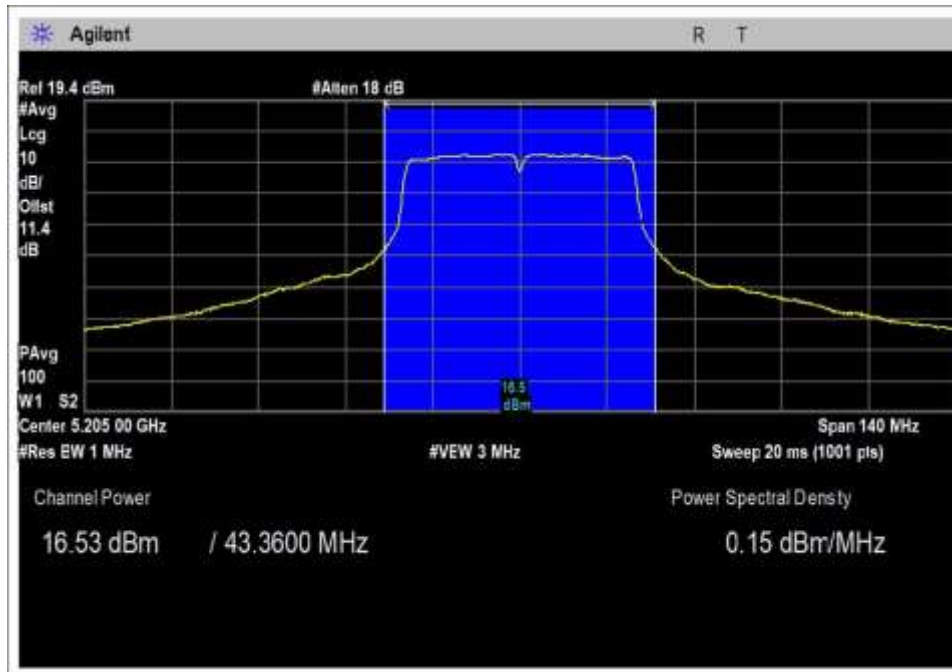 Agilent R T
Ref 19.4 dBm #Atten 18 dB
#Avg
Log
10
dB/
Offst
11.4
dB
PAvg
100
W1 S2
16.5
dBm
Center 5.205 00 GHz Span 140 MHz
#Res BW 1 MHz #VBW 3 MHz Sweep 20 ms (1001 pts)
Channel Power Power Spectral Density
16.53 dBm / 43.3600 MHz 0.15 dBm/MHz